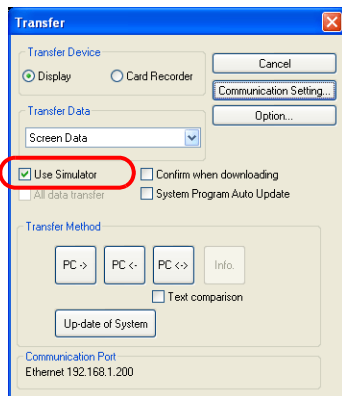 Transfer
Transfer Device
Display
Card Recorder
Cancel
Communication Setting...
Transfer Data
Option...
Screen Data
Use Simulator
Confirm when downloading
All data transfer
System Program Auto Update
Transfer Method
PC ->
PC <-
PC <->
Info.
Text comparison
Up-date of System
Communication Port
Ethernet 192.168.1.200